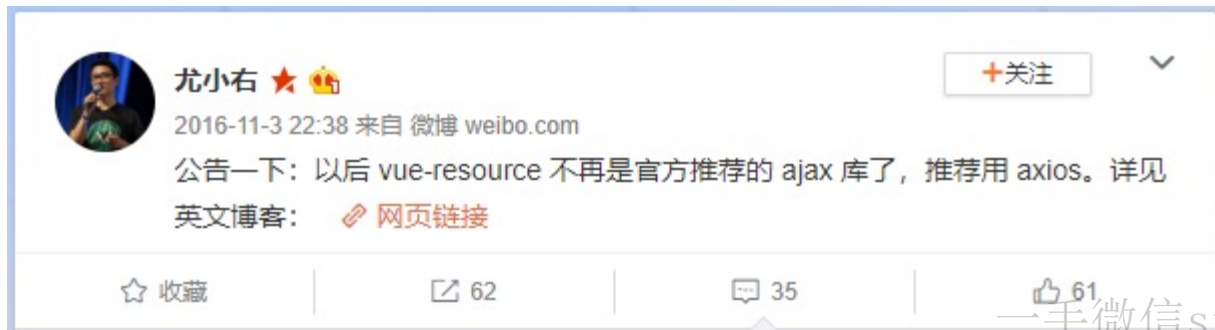 尤小右
+关注
2016-11-3 22:38 来自 微博 weibo.com
公告一下：以后 vue-resource 不再是官方推荐的 ajax 库了，推荐用 axios。详见
英文博客： 网页链接
收藏 62 35 61
一手微信s